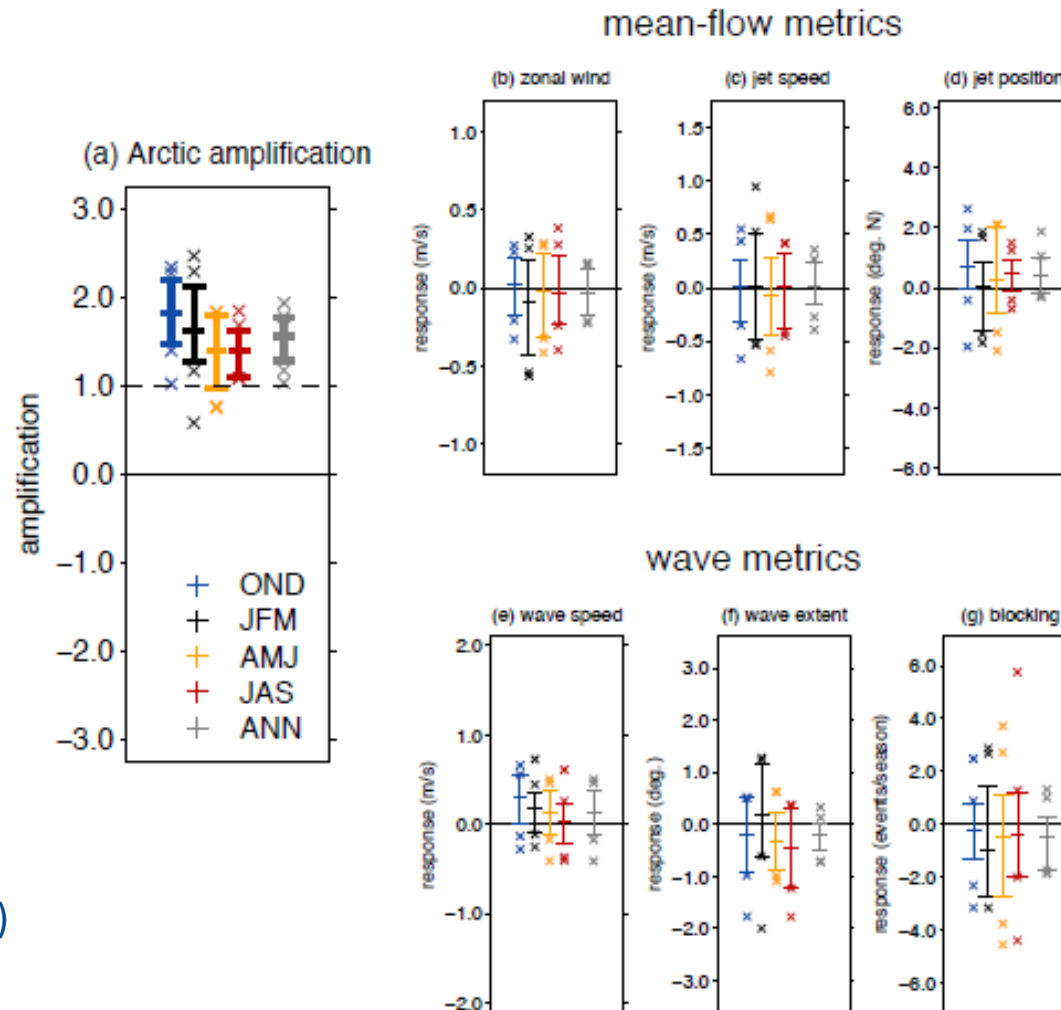 mean-flow metrics
(a) Arctic amplification
amplification
3.0
2.0
1.0
0.0
−1.0
−2.0
−3.0
OND
JFM
AMJ
JAS
ANN
(b) zonal wind
response (m/s)
1.0
0.5
0.0
−0.5
−1.0
(c) jet speed
response (m/s)
1.5
1.0
0.5
0.0
−0.5
−1.0
−1.5
(d) jet position
response (deg. N)
6.0
4.0
2.0
0.0
−2.0
−4.0
−6.0
wave metrics
(e) wave speed
response (m/s)
2.0
1.0
0.0
−1.0
−2.0
(f) wave extent
response (deg.)
3.0
2.0
1.0
0.0
−1.0
−2.0
−3.0
(g) blocking
response (events/season)
6.0
4.0
2.0
0.0
−2.0
−4.0
−6.0
)